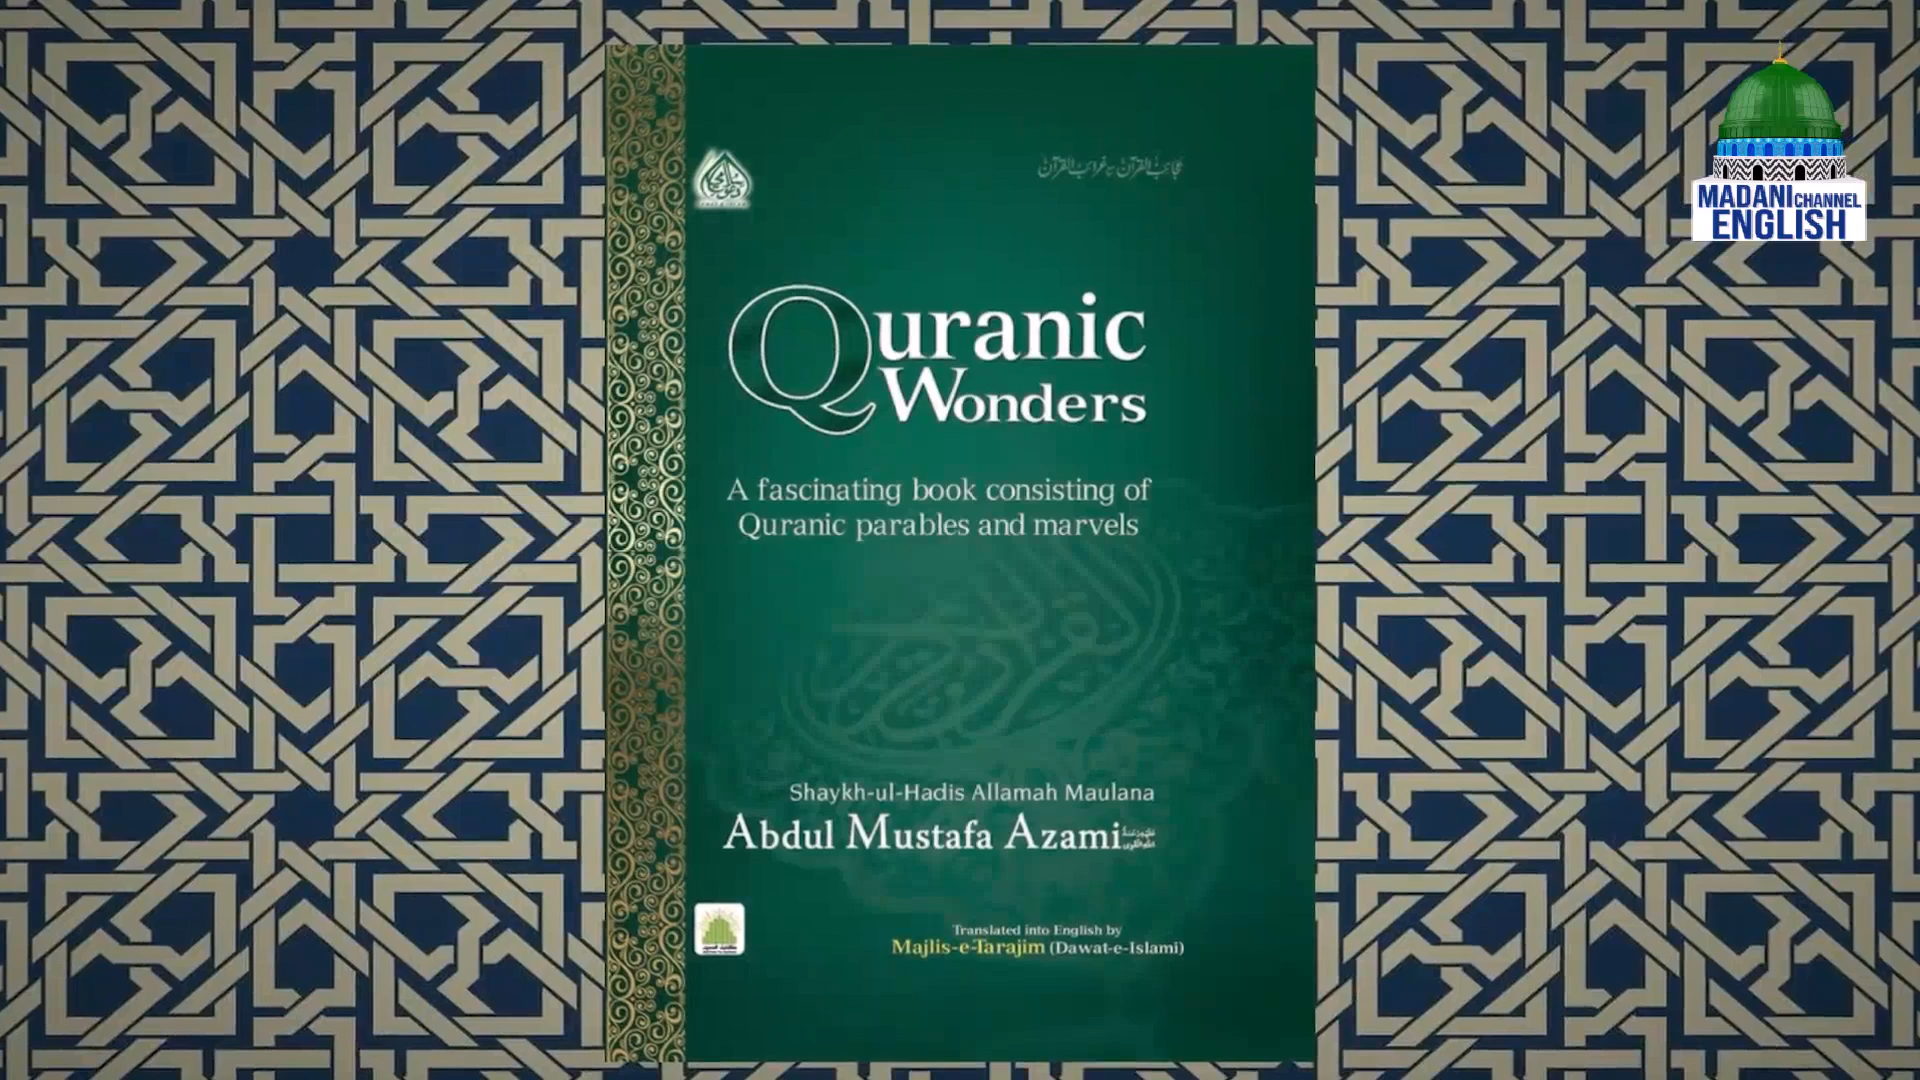 عجائبُ القرآن مع غرائبُ القرآن
MADANI CHANNEL
ENGLISH
Quranic
Wonders
A fascinating book consisting of
Quranic parables and marvels
Shaykh-ul-Hadis Allamah Maulana
Abdul Mustafa Azami
Translated into English by
Majlis-e-Tarajim (Dawat-e-Islami)